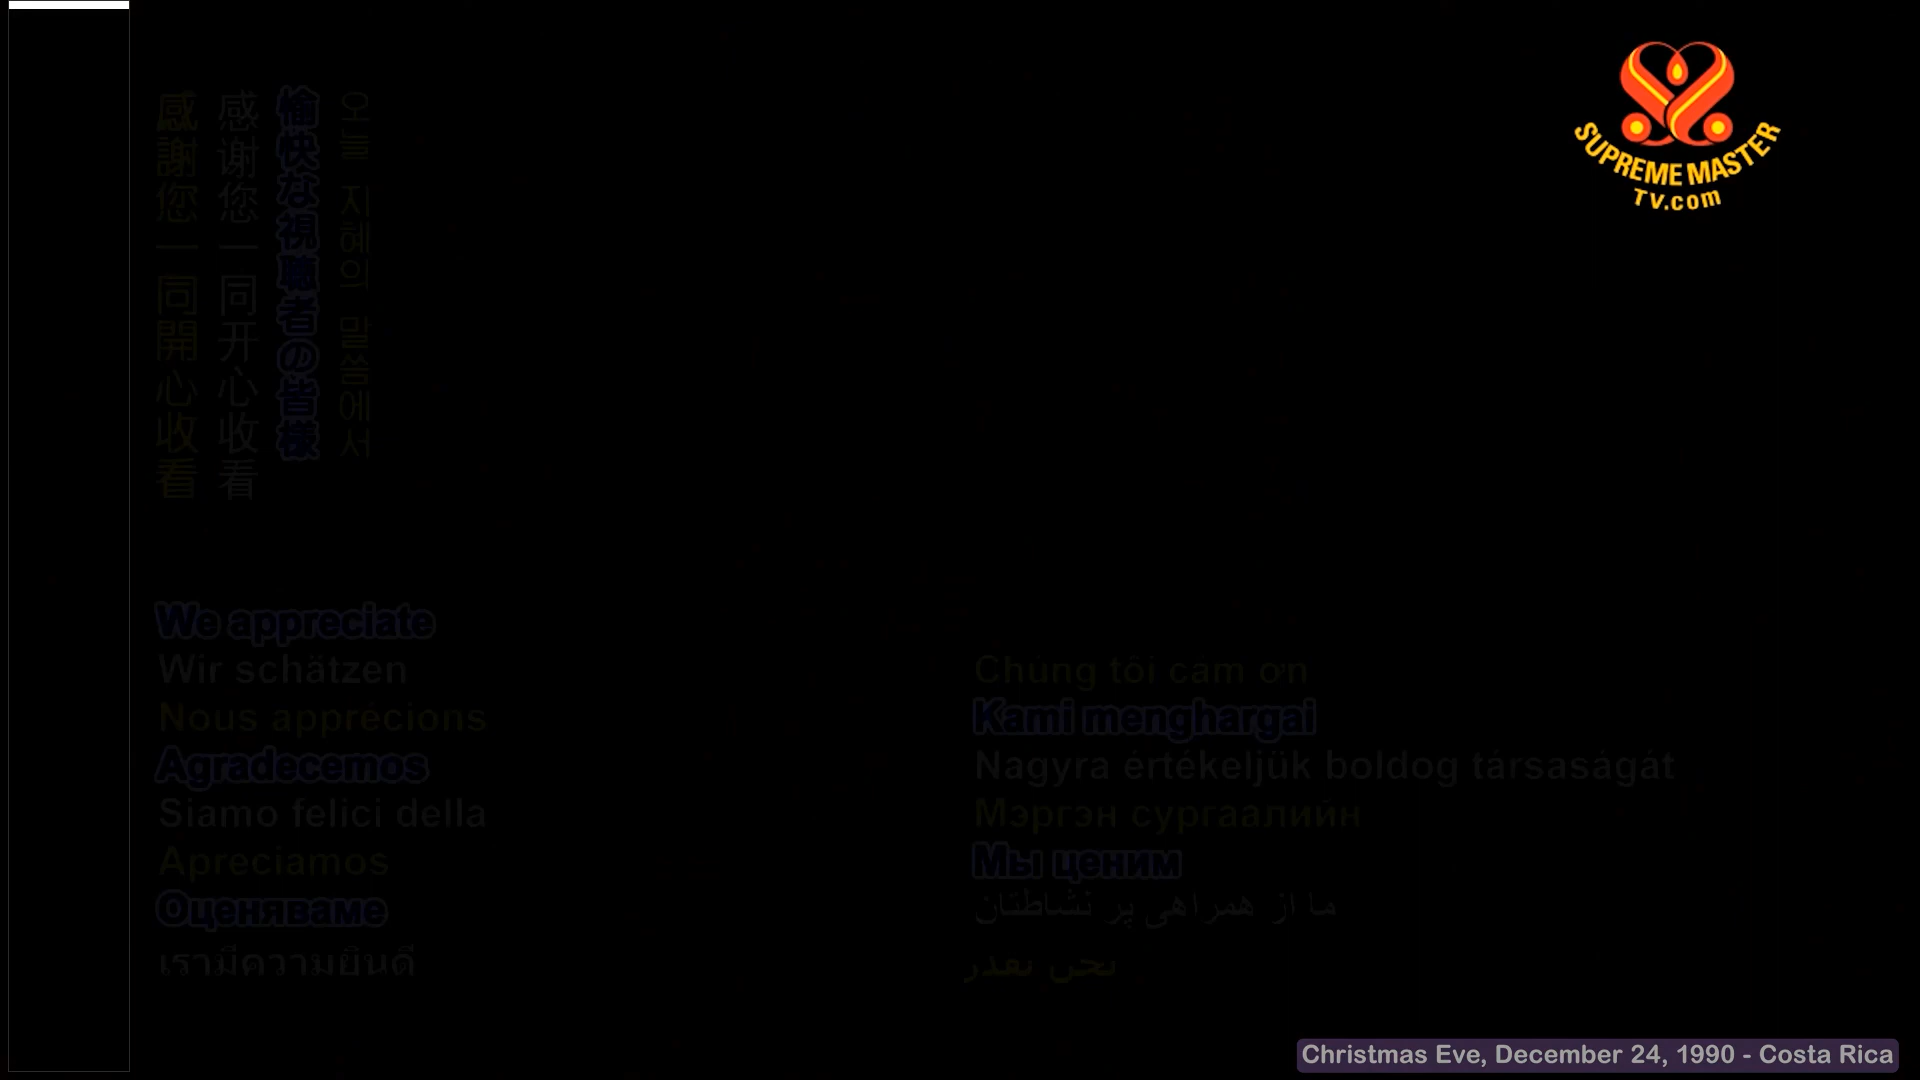 SUPREME MASTER
TV.com
感謝您一同開心收看
感谢您一同开心收看
愉快な視聴者の皆様
오늘 지혜의 말씀에서
We appreciate
Wir schätzen
Nous apprécions
Agradecemos
Siamo felici della
Apreciamos
Оценяваме
เรามีความยินดี
Chúng tôi cảm ơn
Kami menghargai
Nagyra értékeljük boldog társaságát
Мэргэн сургаалийн
Мы ценим
ما از همراهی پر نشاطتان
نحن نقدر
Christmas Eve, December 24, 1990 - Costa Rica